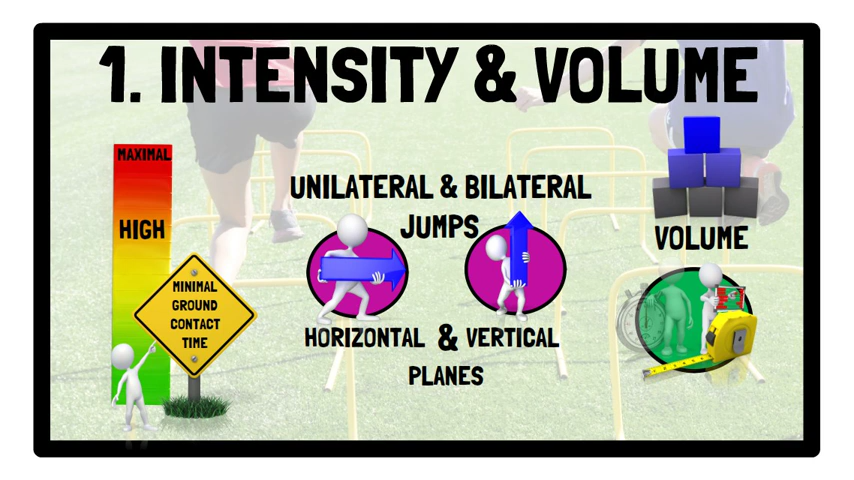 1. INTENSITY & VOLUME
MAXIMAL
HIGH
MINIMAL
GROUND
CONTACT
TIME
UNILATERAL & BILATERAL
JUMPS
HORIZONTAL & VERTICAL
PLANES
VOLUME